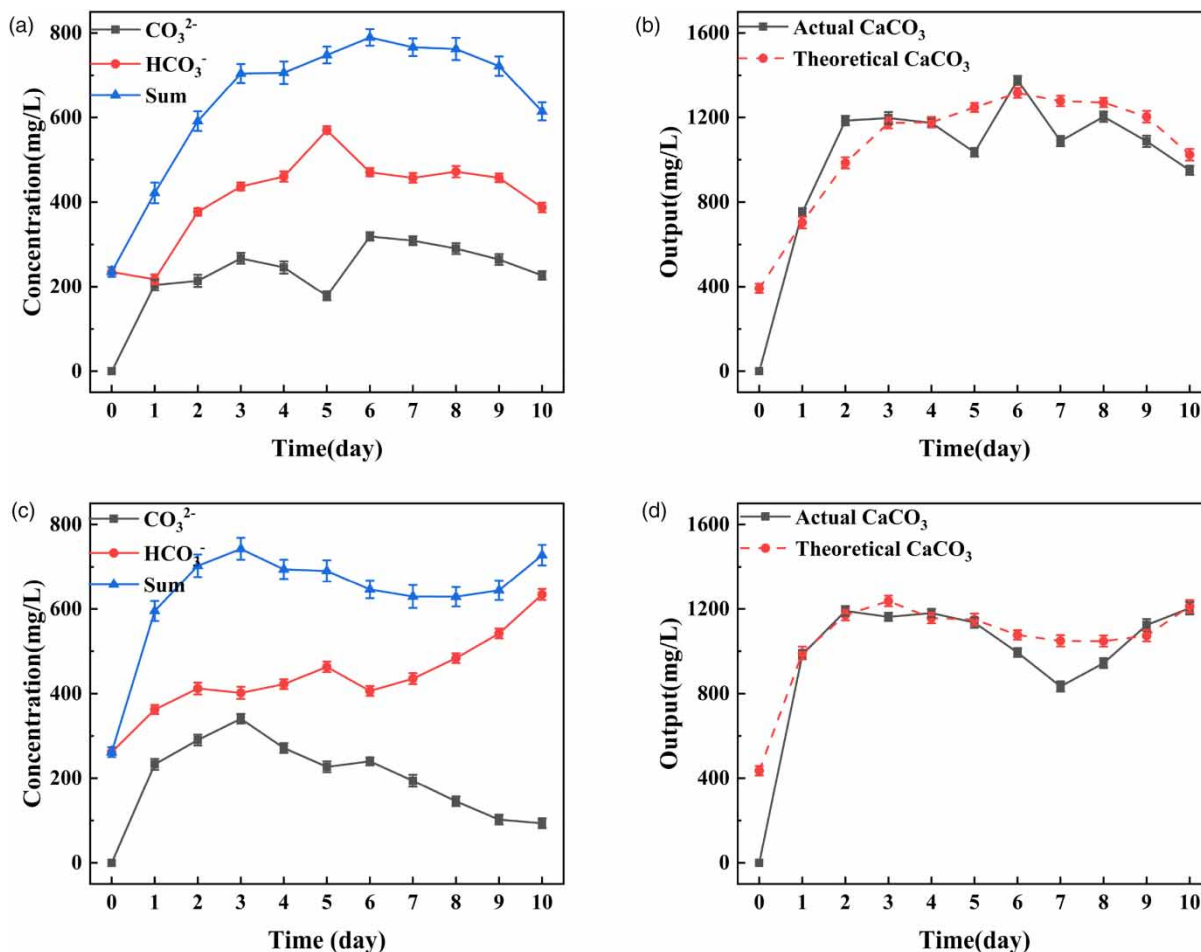 (a)
CO₃²⁻
HCO₃⁻
Sum
800
600
400
200
0
Concentration(mg/L)
0 1 2 3 4 5 6 7 8 9 10
Time(day)
(b)
Actual CaCO₃
Theoretical CaCO₃
1600
1200
800
400
0
Output(mg/L)
0 1 2 3 4 5 6 7 8 9 10
Time(day)
(c)
CO₃²⁻
HCO₃⁻
Sum
800
600
400
200
0
Concentration(mg/L)
0 1 2 3 4 5 6 7 8 9 10
Time (day)
(d)
Actual CaCO₃
Theoretical CaCO₃
1600
1200
800
400
0
Output(mg/L)
0 1 2 3 4 5 6 7 8 9 10
Time(day)